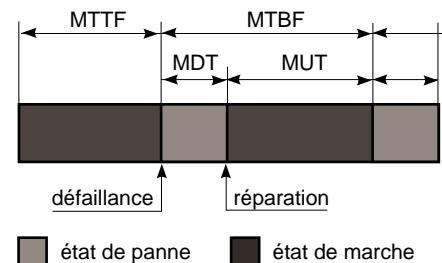 MTTF MTBF
MDT MUT
défaillance réparation
état de panne état de marche